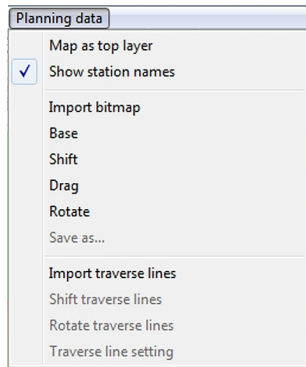 Planning data
Map as top layer
Show station names
Import bitmap
Base
Shift
Drag
Rotate
Save as...
Import traverse lines
Shift traverse lines
Rotate traverse lines
Traverse line setting